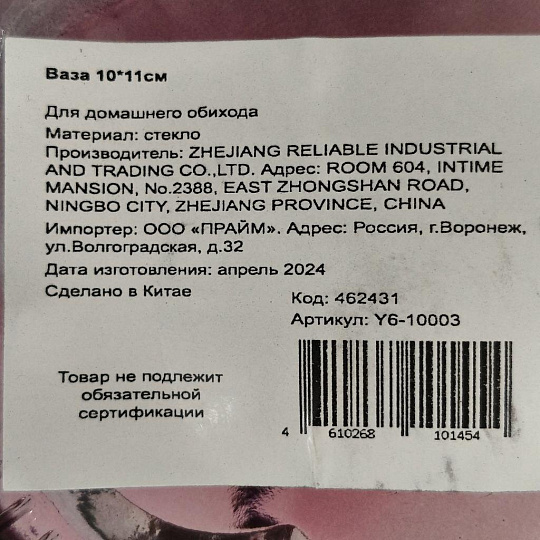 Ваза 10*11см
Для домашнего обихода
Материал: стекло
Производитель: ZHEJIANG RELIABLE INDUSTRIAL
AND TRADING CO.,LTD. Адрес: ROOM 604, INTIME
MANSION, No.2388, EAST ZHONGSHAN ROAD,
NINGBO CITY, ZHEJIANG PROVINCE, CHINA
Импортер: ООО «ПРАЙМ». Адрес: Россия, г.Воронеж,
ул.Волгоградская, д.32
Дата изготовления: апрель 2024
Сделано в Китае
Код: 462431
Артикул: Y6-10003
Товар не подлежит
обязательной
сертификации
4 610268 101454